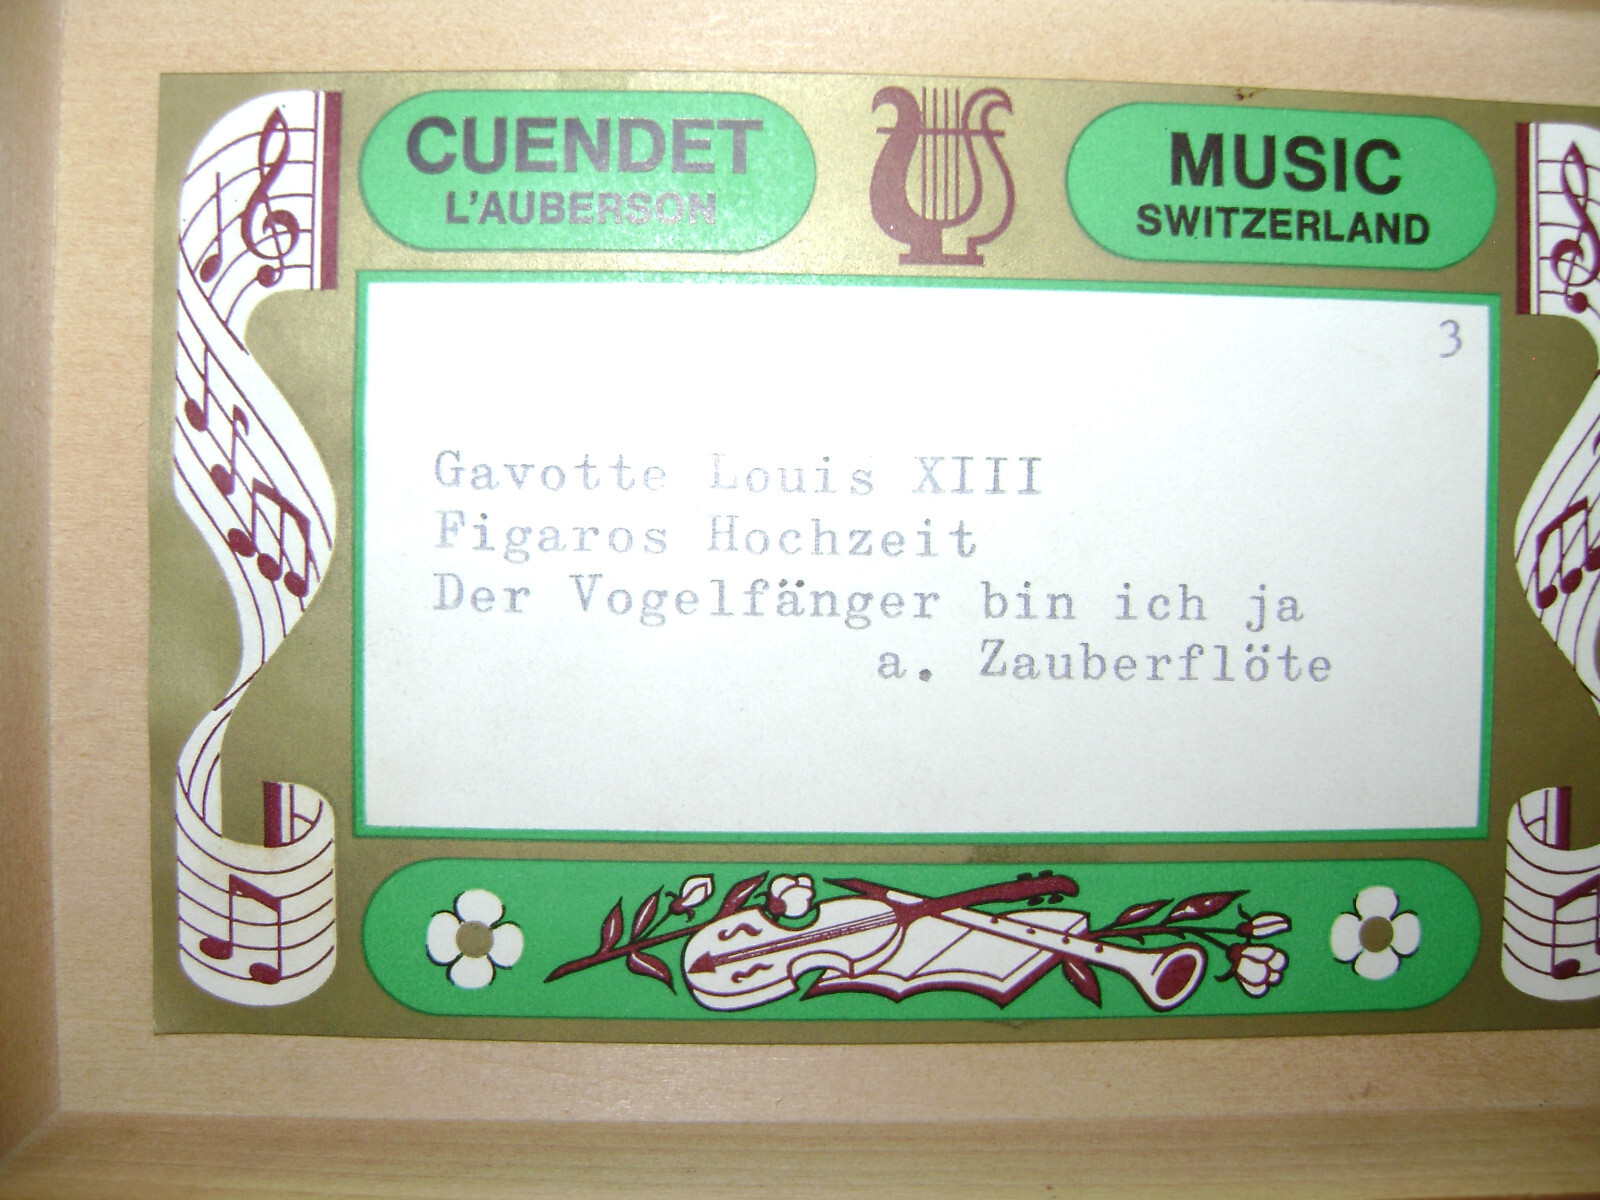 CUENDET
L'AUBERSON
MUSIC
SWITZERLAND
3
Gavotte Louis XIII
Figaros Hochzeit
Der Vogelfänger bin ich ja
a. Zauberflöte